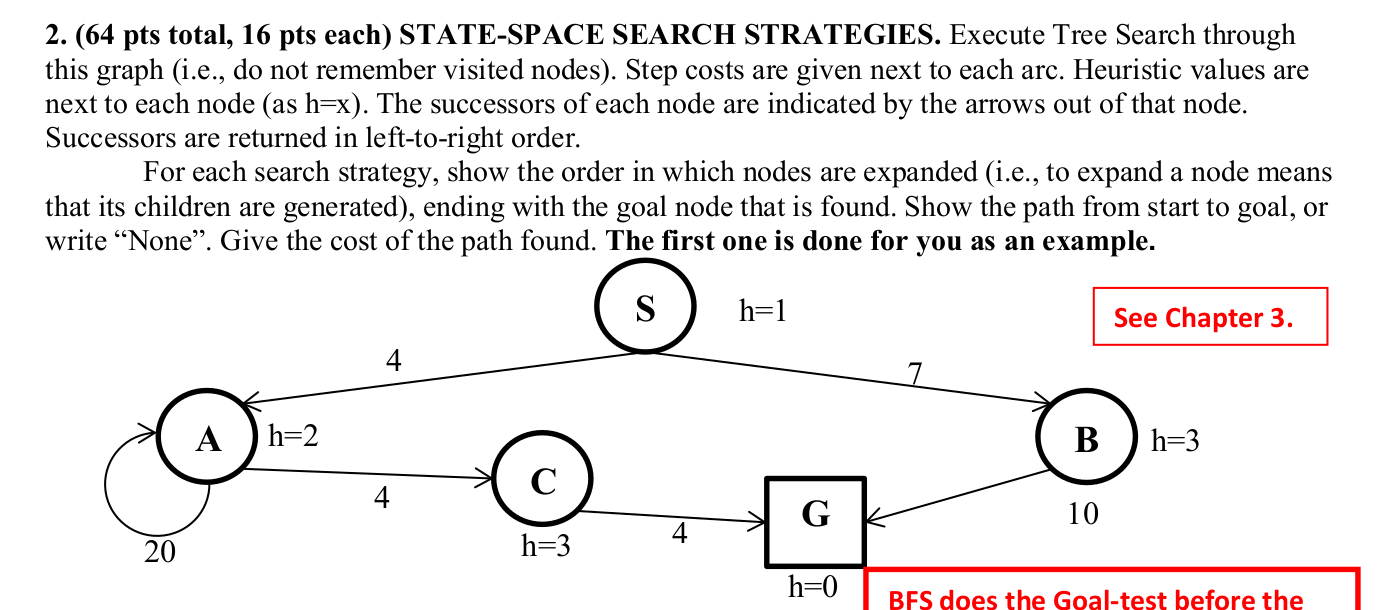 2. (64 pts total, 16 pts each) STATE-SPACE SEARCH STRATEGIES. Execute Tree Search through
this graph (i.e., do not remember visited nodes). Step costs are given next to each arc. Heuristic values are
next to each node (as h=x). The successors of each node are indicated by the arrows out of that node.
Successors are returned in left-to-right order.
For each search strategy, show the order in which nodes are expanded (i.e., to expand a node means
that its children are generated), ending with the goal node that is found. Show the path from start to goal, or
write “None”. Give the cost of the path found. The first one is done for you as an example.
S
h=1
See Chapter 3.
4
7
A
h=2
B
h=3
C
4
G
10
4
20
h=3
h=0
BFS does the Goal-test before the